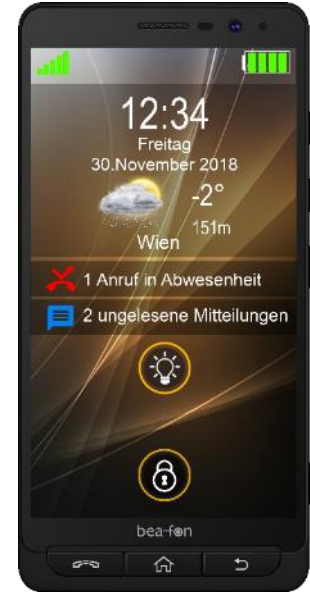 12:34
Freitag
30.November 2018
-2°
151m
Wien
1 Anruf in Abwesenheit
2 ungelesene Mitteilungen
bea-fon